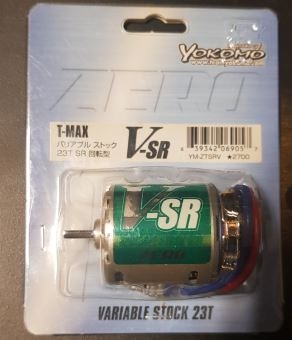 YOKOMO
ZERO
T-MAX
バリアブル ストック
23T SR 回転型
V-SR
YM-ZTSRV ★2700
V-SR
ZERO
VARIABLE STOCK 23T